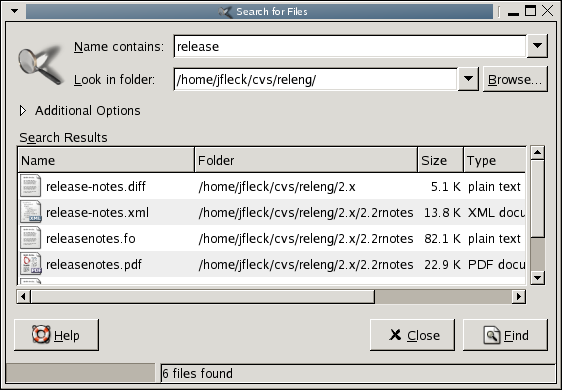 Search for Files
Name contains: release
Look in folder: /home/jfleck/cvs/releng/ Browse...
Additional Options
Search Results
Name Folder Size Type
release-notes.diff /home/jfleck/cvs/releng/2.x 5.1 K plain text
release-notes.xml /home/jfleck/cvs/releng/2.x/2.2rnotes 13.8 K XML docu
releasenotes.fo /home/jfleck/cvs/releng/2.x/2.2rnotes 82.1 K plain text
releasenotes.pdf /home/jfleck/cvs/releng/2.x/2.2rnotes 22.9 K PDF docu
Help Close Find
6 files found